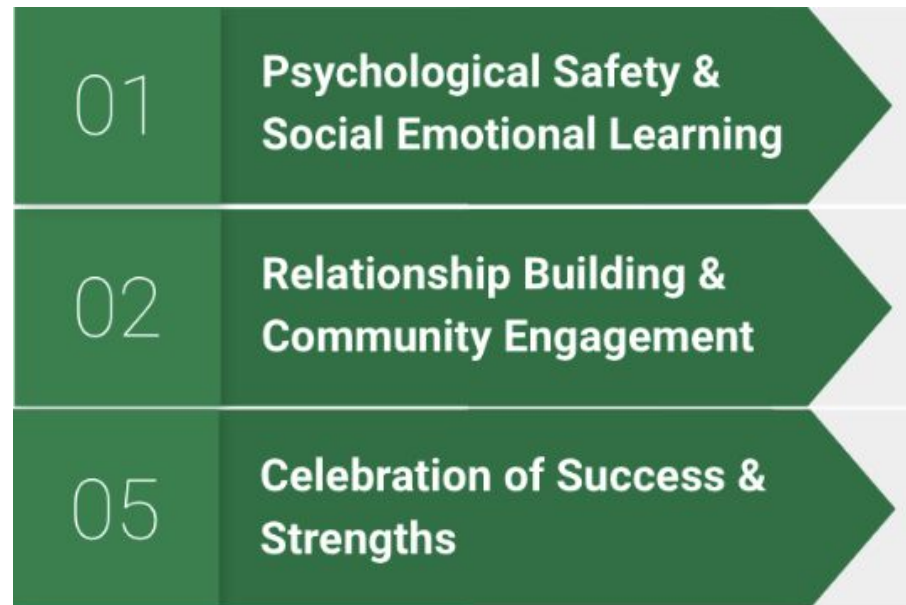 01
Psychological Safety &
Social Emotional Learning
02
Relationship Building &
Community Engagement
05
Celebration of Success &
Strengths